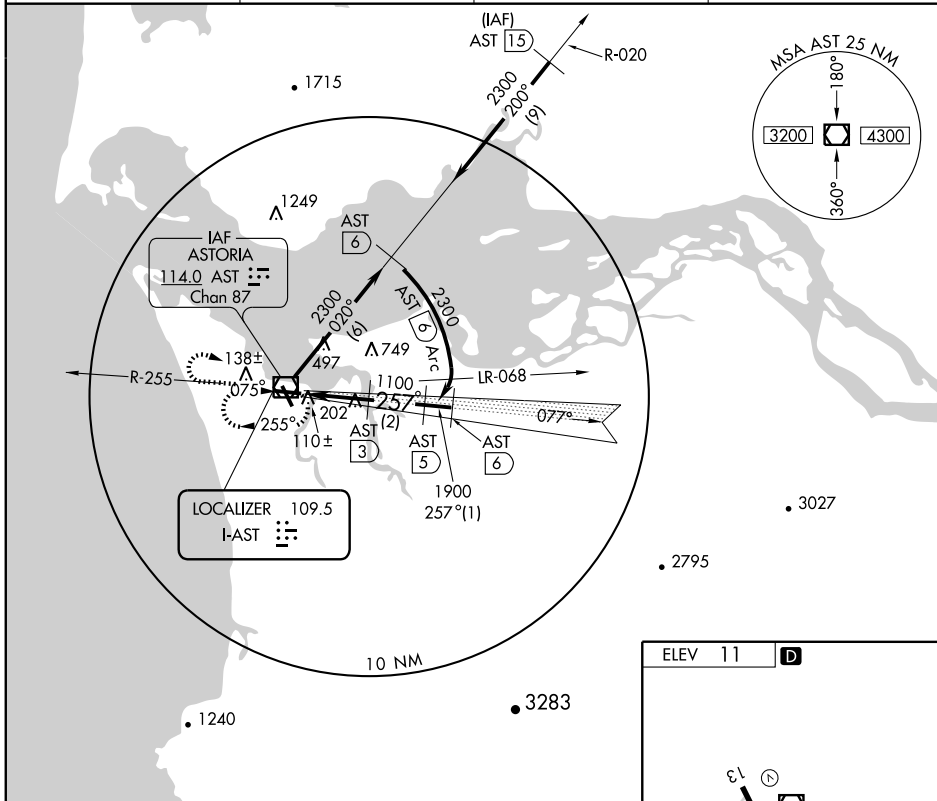 (IAF)
AST 15
R-020
2300
200°
(9)
MSA AST 25 NM
180°
3200
4300
360°
1715
1249
AST
6
IAF
ASTORIA
114.0 AST
Chan 87
2300
020°
(6)
2300
AST 6 Arc
138±
497
749
R-255
075°
1100
LR-068
257°
(2)
202
077°
255°
110±
AST
3
AST
5
AST
6
1900
257°(1)
LOCALIZER 109.5
I-AST
3027
2795
10 NM
3283
1240
ELEV 11 D
13
V